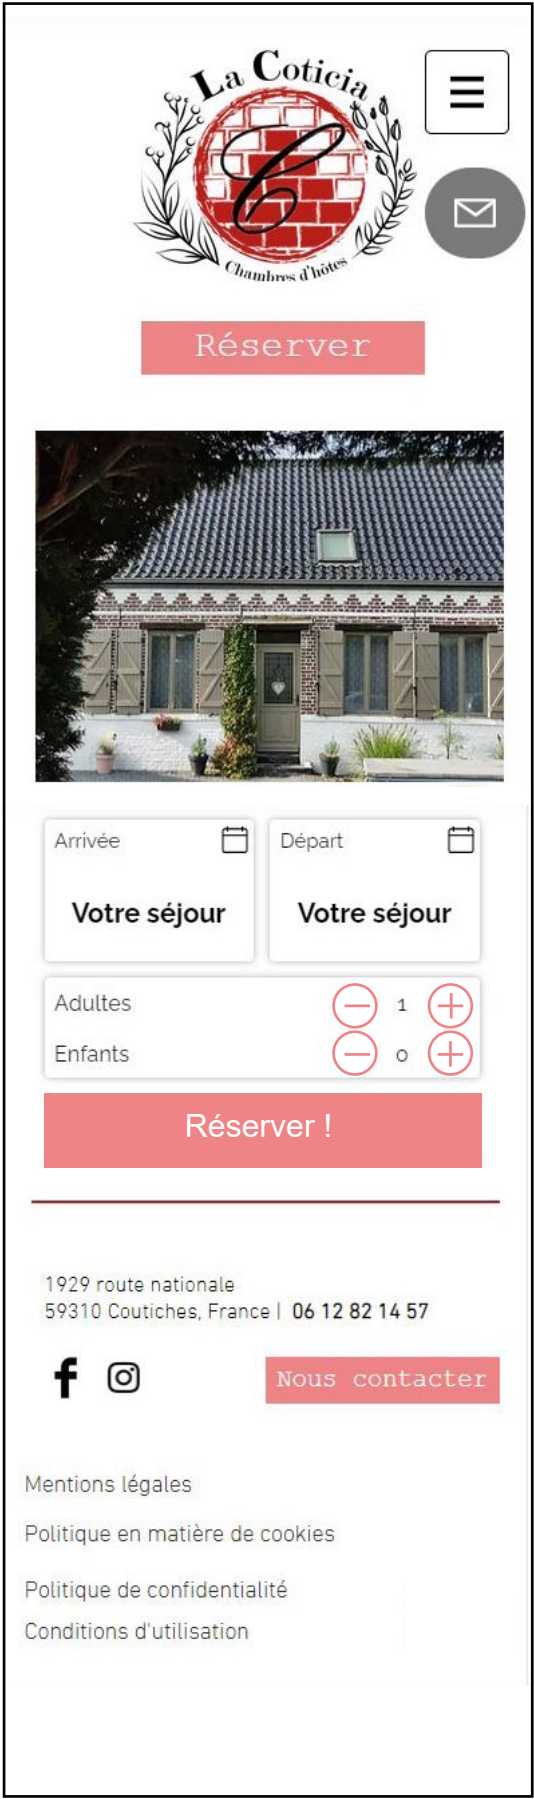 La Coticia
C
Chambres d'hôtes
Réserver
Arrivée
Départ
Votre séjour
Votre séjour
Adultes
1
Enfants
0
Réserver !
1929 route nationale
59310 Coutiches, France | 06 12 82 14 57
Nous contacter
Mentions légales
Politique en matière de cookies
Politique de confidentialité
Conditions d'utilisation